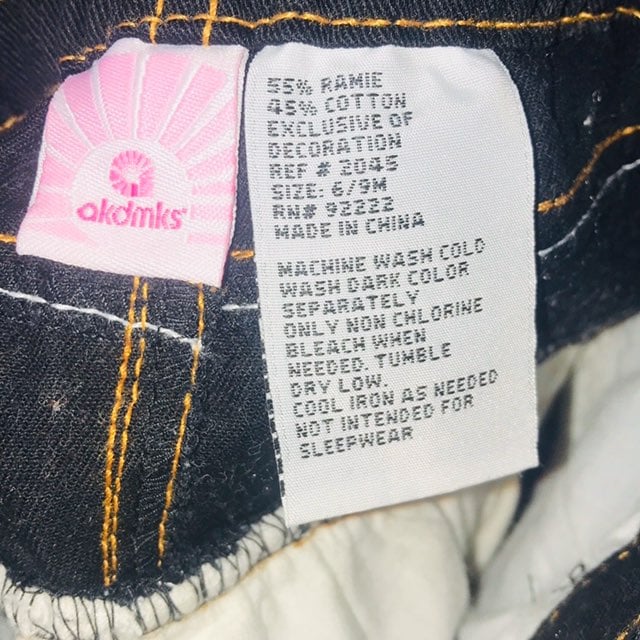 akdmks
55% RAMIE
45% COTTON
EXCLUSIVE OF
DECORATION
REF # 2045
SIZE: 6/9M
RN# 92222
MADE IN CHINA
MACHINE WASH COLD
WASH DARK COLOR
SEPARATELY
ONLY NON CHLORINE
BLEACH WHEN
NEEDED. TUMBLE
DRY LOW.
COOL IRON AS NEEDED
NOT INTENDED FOR
SLEEPWEAR